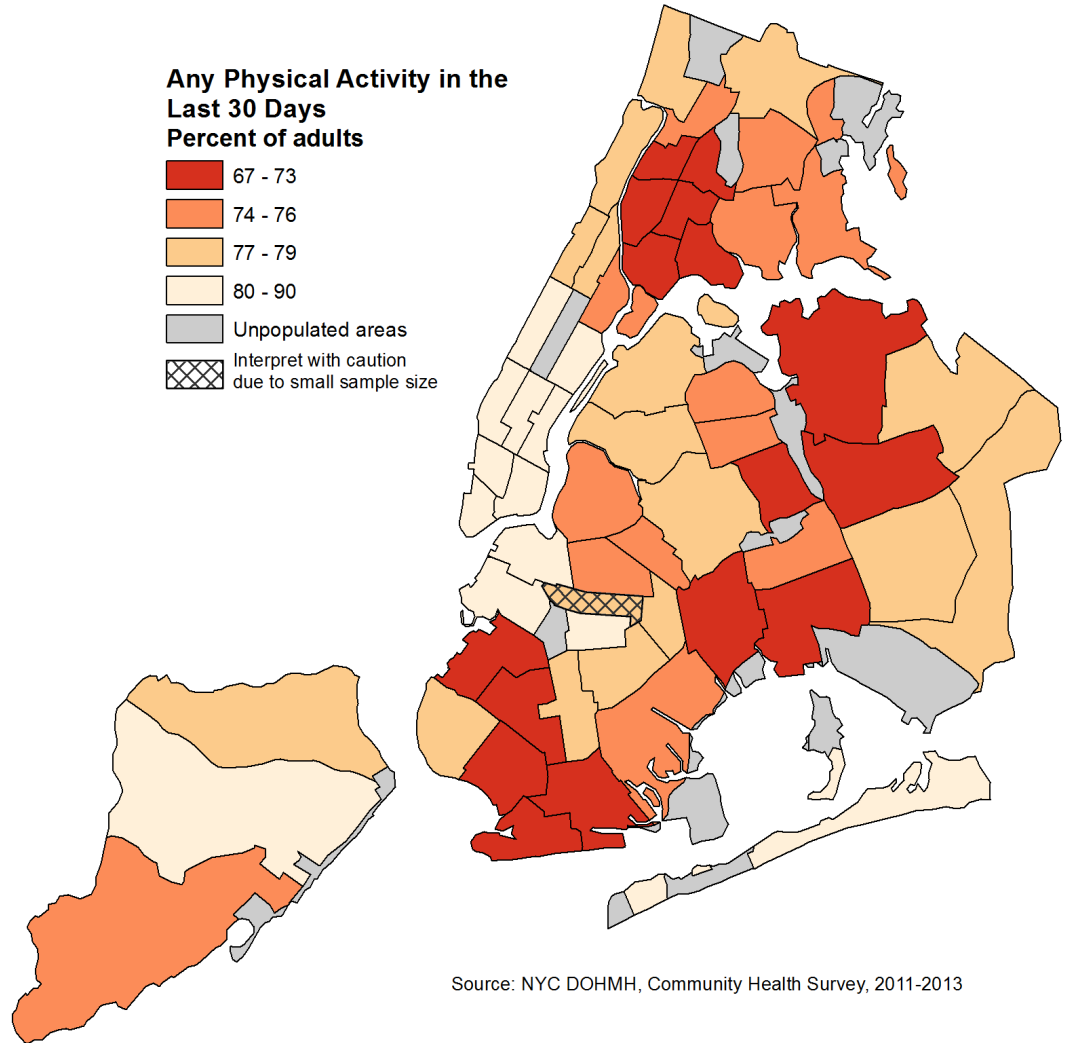 Any Physical Activity in the
Last 30 Days
Percent of adults
67 - 73
74 - 76
77 - 79
80 - 90
Unpopulated areas
Interpret with caution
due to small sample size
Source: NYC DOHMH, Community Health Survey, 2011-2013